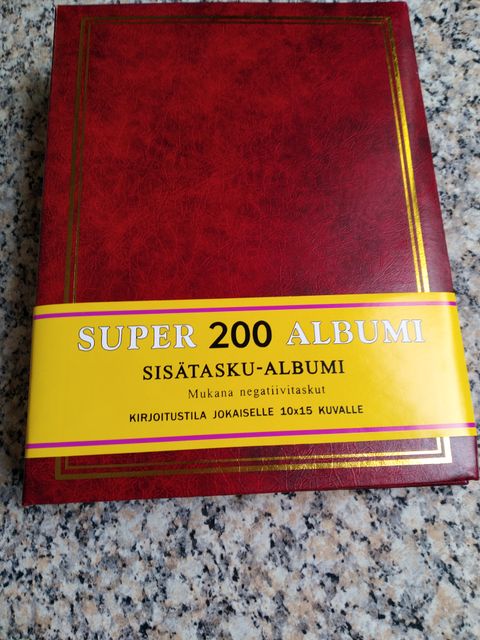 SUPER 200 ALBUMI
SISÄTASKU-ALBUMI
Mukana negatiivitaskut
KIRJOITUSTILA JOKAISELLE 10x15 KUVALLE